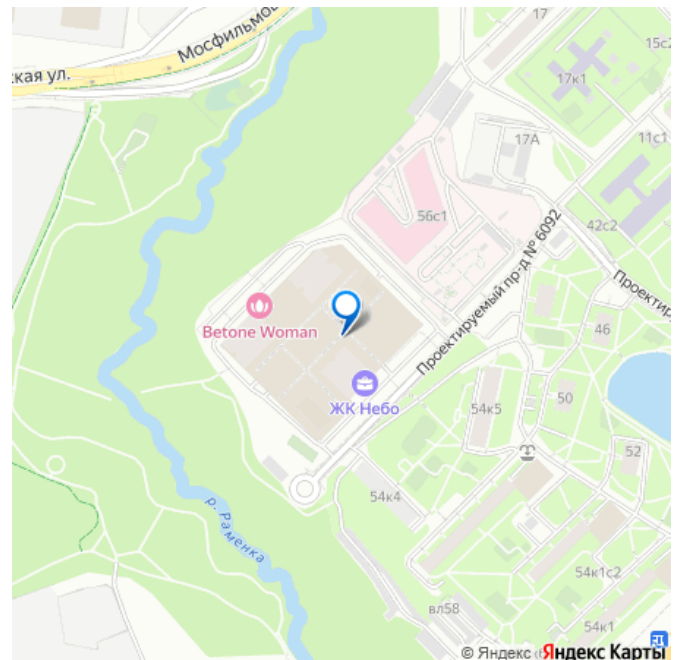 17
15с2
Мосфильмов
ская ул.
17к1
17А
11с1
56с1
42с2
Проектируемый пр-д № 6092
Проектир
Betone Woman
46
ЖК Небо
50
54к5
52
54к4
р. Раменка
54к1с2
вл58
54к1
© Яндекс Яндекс Карты